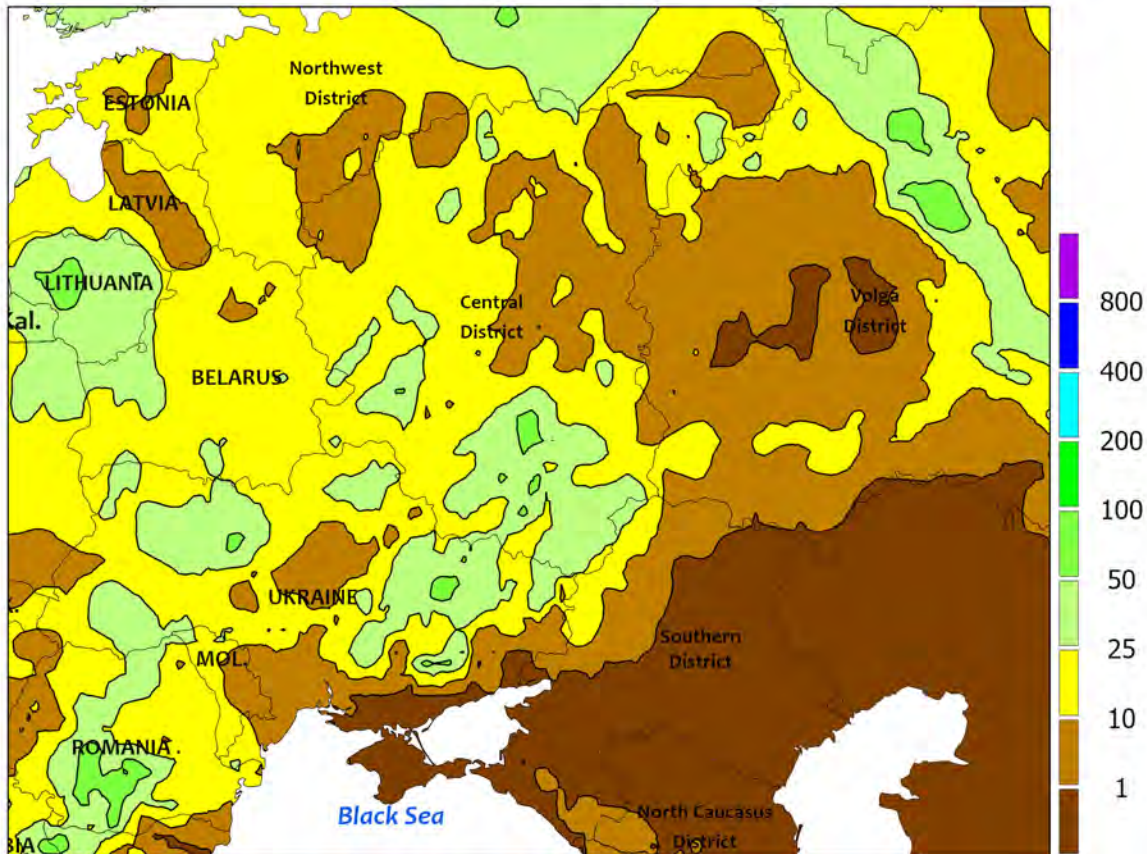 Northwest
District
ESTONIA
LATVIA
LITHUANIA
Kal.
Central
District
Volga
District
BELARUS
UKRAINE
MOL.
Southern
District
ROMANIA
Black Sea
North Caucasus
District
BIA
800
400
200
100
50
25
10
1